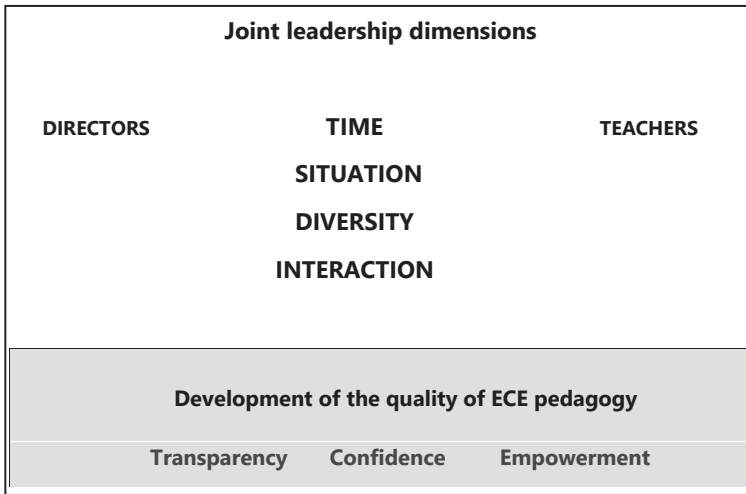 Joint leadership dimensions
DIRECTORS TIME TEACHERS
SITUATION
DIVERSITY
INTERACTION
Development of the quality of ECE pedagogy
Transparency Confidence Empowerment